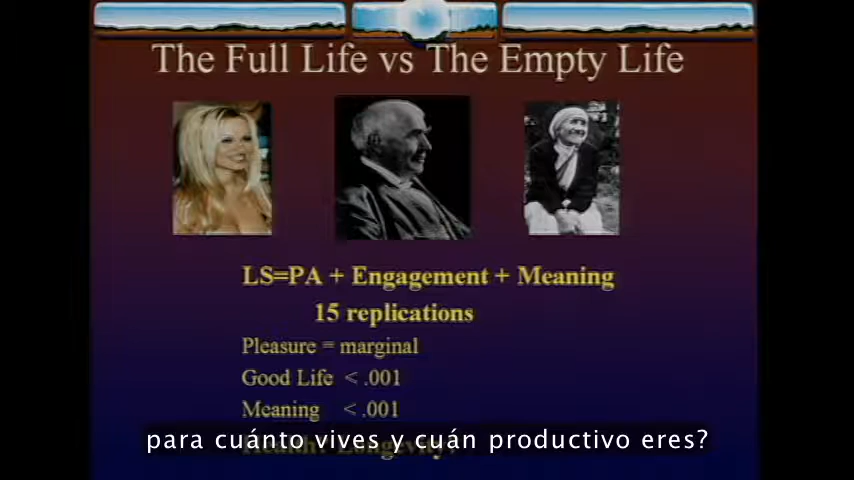 The Full Life vs The Empty Life
LS=PA + Engagement + Meaning
15 replications
Pleasure = marginal
Good Life < .001
Meaning < .001
para cuánto vives y cuán productivo eres?